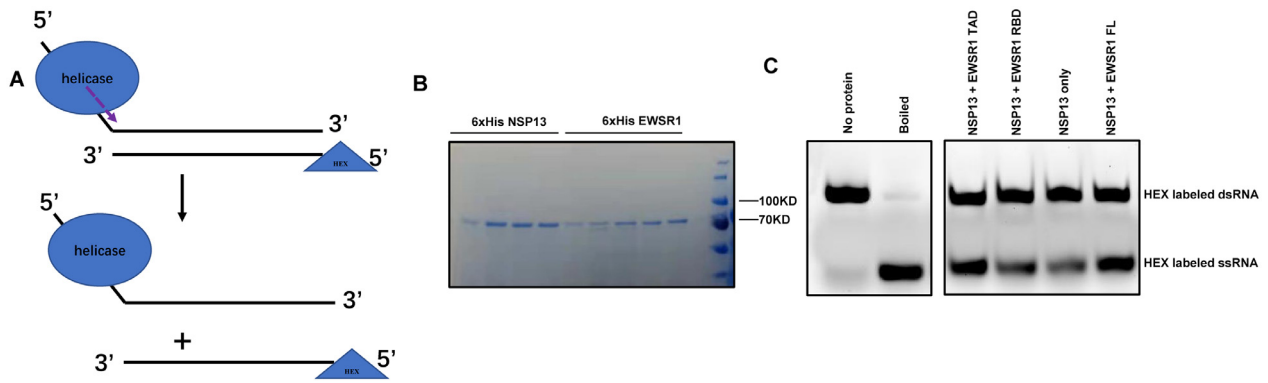 A
5’
helicase
3’
3’
HEX
5’
5’
helicase
3’
+
3’
HEX
5’
B
6xHis NSP13
6xHis EWSR1
100KD
70KD
C
No protein
Boiled
NSP13 + EWSR1 TAD
NSP13 + EWSR1 RBD
NSP13 only
NSP13 + EWSR1 FL
HEX labeled dsRNA
HEX labeled ssRNA